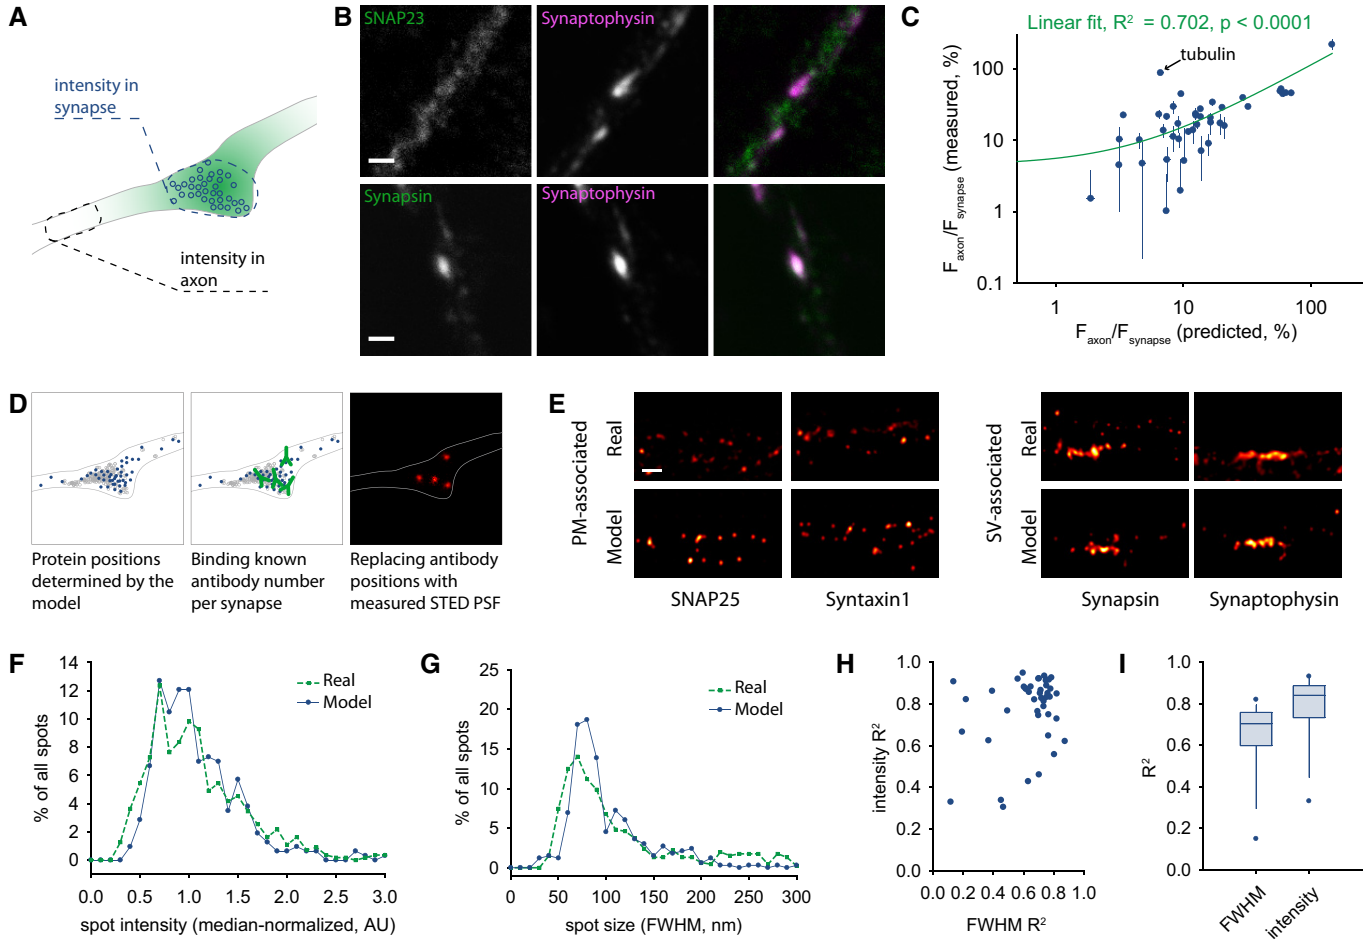 A
intensity in
synapse
intensity in
axon
B
SNAP23
Synaptophysin
Synapsin
Synaptophysin
C
Linear fit, R² = 0.702, p < 0.0001
tubulin
F axon/F synapse (measured, %)
100
10
1
0.1
1
10
100
F axon/F synapse (predicted, %)
D
Protein positions
determined by the
model
Binding known
antibody number
per synapse
Replacing antibody
positions with
measured STED PSF
E
PM-associated
Real
Model
SNAP25
Syntaxin1
SV-associated
Real
Model
Synapsin
Synaptophysin
F
% of all spots
14
12
10
8
6
4
2
0
0.0
0.5
1.0
1.5
2.0
2.5
3.0
spot intensity (median-normalized, AU)
Real
Model
G
% of all spots
25
20
15
10
5
0
0
50
100
150
200
250
300
spot size (FWHM, nm)
Real
Model
H
intensity R²
1.0
0.8
0.6
0.4
0.2
0.0
0.0
0.2
0.4
0.6
0.8
1.0
FWHM R²
I
R²
1.0
0.8
0.6
0.4
0.2
0.0
FWHM
intensity